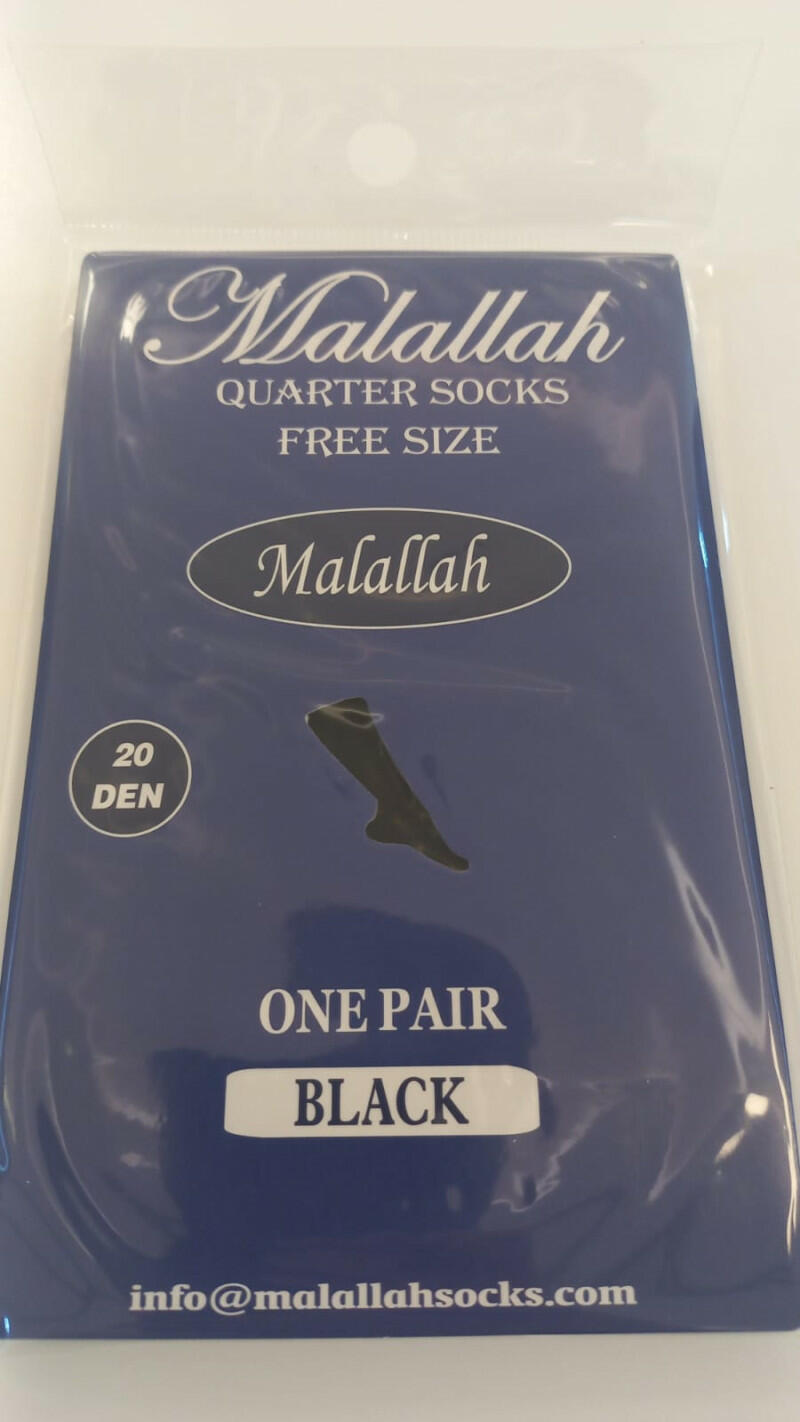 Malallah
QUARTER SOCKS
FREE SIZE
Malallah
20
DEN
ONE PAIR
BLACK
info@malallahsocks.com